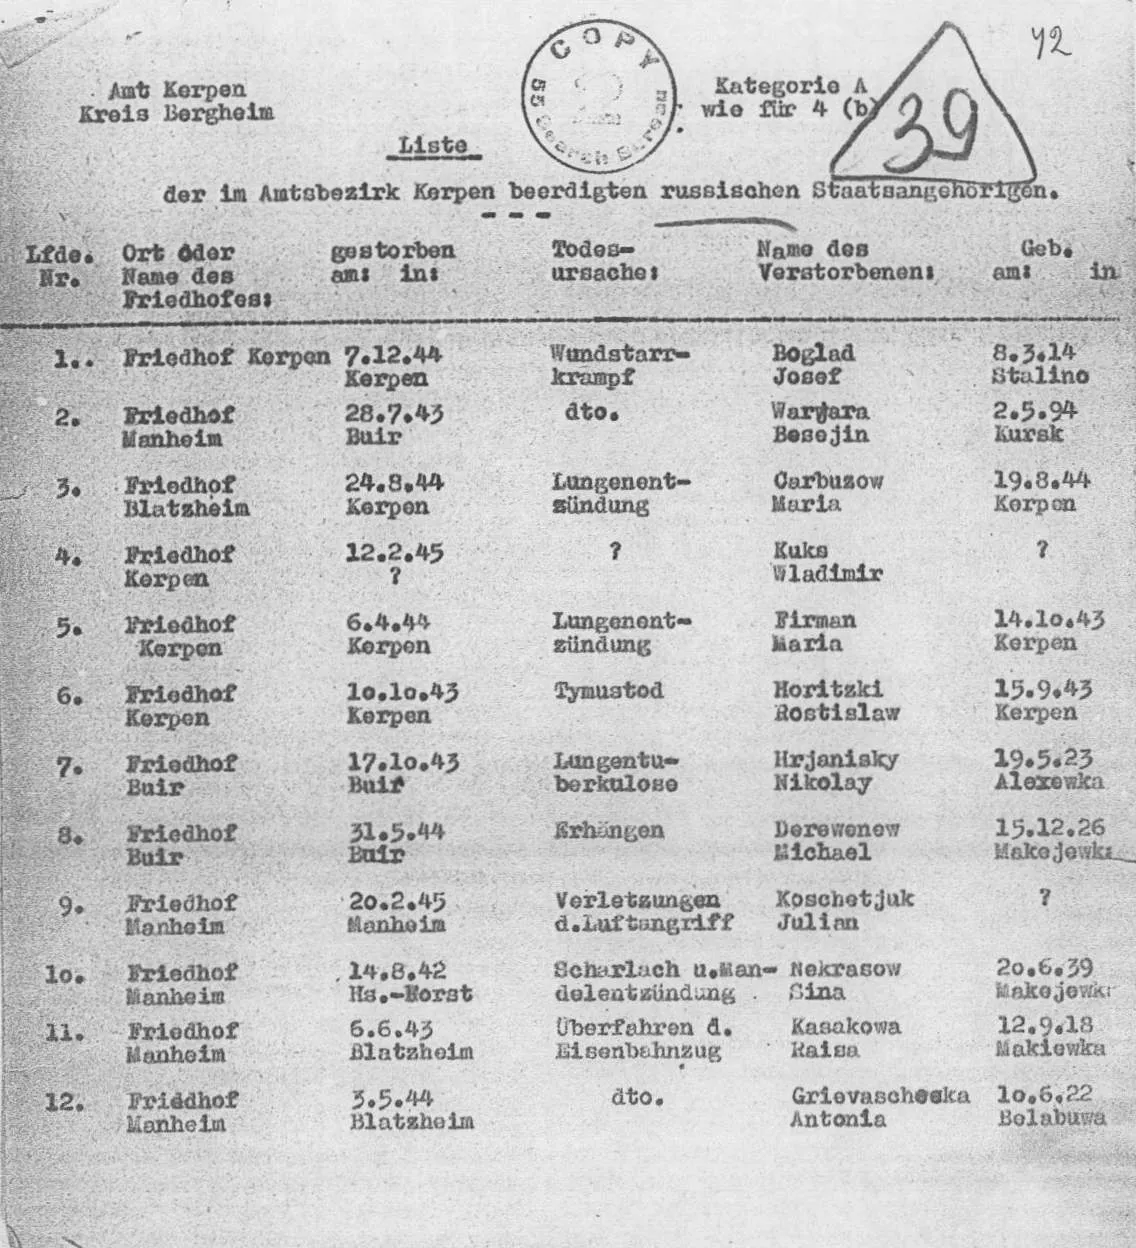 42
COPY
55 Search Bureau
39
Amt Kerpen
Kreis Bergheim
Kategorie A
wie für 4 (b)
Liste
der im Amtsbezirk Kerpen beerdigten russischen Staatsangehörigen.
- - -
Lfde. Ort oder gestorben Todes- Name des Geb.
Nr. Name des am: in: ursache: Verstorbenen: am: in
Friedhofes:
1.. Friedhof Kerpen 7.12.44 Wundstarr- Boglad 8.3.14
Kerpen krampf Josef Stalino
2. Friedhof 28.7.43 dto. Warjara 2.5.94
Manheim Buir Besejin Kursk
3. Friedhof 24.8.44 Lungenent- Carbusow 19.8.44
Blatzheim Kerpen zündung Maria Kerpen
4. Friedhof 12.2.45 ? Kuks ?
Kerpen ? Wladimir
5. Friedhof 6.4.44 Lungenent- Firman 14.10.43
Kerpen Kerpen zündung Maria Kerpen
6. Friedhof 10.10.43 Tymustod Horitzki 15.9.43
Kerpen Kerpen Rostislaw Kerpen
7. Friedhof 17.10.43 Lungentu- Hrjanisky 19.5.23
Buir Buir berkulose Nikolay Alexewka
8. Friedhof 31.5.44 Erhängen Derewenew 15.12.26
Buir Buir Michael Makejewka
9. Friedhof 20.2.45 Verletzungen Koschetjuk ?
Manheim Manheim d.Luftangriff Julian
10. Friedhof 14.8.42 Scharlach u.Man- Nekrasow 20.6.39
Manheim Hs.-Horst delentzündung Sina Makejewka
11. Friedhof 6.6.43 Überfahren d. Kasakowa 12.9.18
Manheim Blatzheim Eisenbahnzug Raisa Makiewka
12. Friedhof 3.5.44 dto. Grievascheska 10.6.22
Manheim Blatzheim Antonia Belabuwa